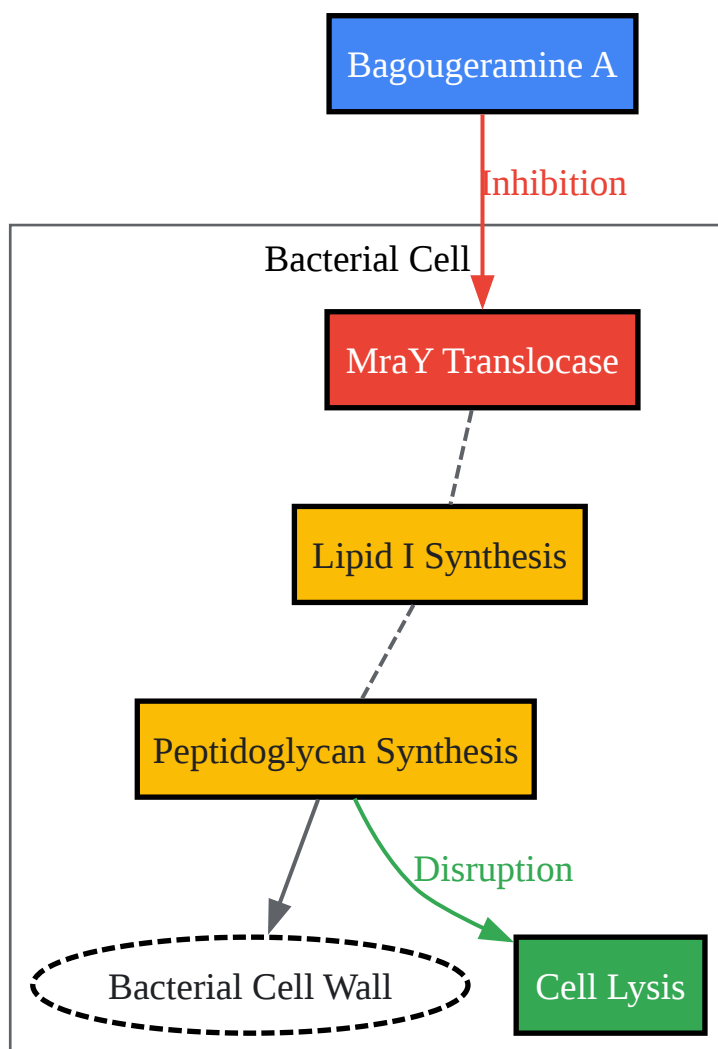 Bagougeramine A
Inhibition
Bacterial Cell
MraY Translocase
Lipid I Synthesis
Peptidoglycan Synthesis
Disruption
Bacterial Cell Wall
Cell Lysis